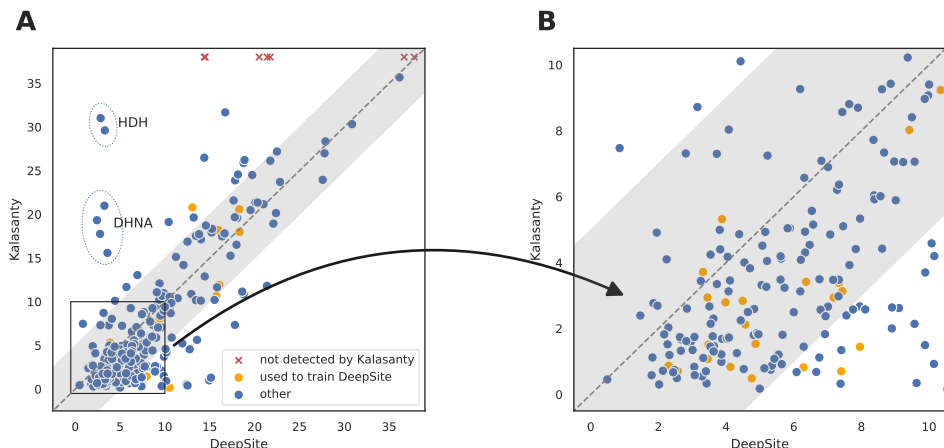 A
B
35
30
25
20
15
10
5
0
Kalasanty
HDH
DHNA
× not detected by Kalasanty
used to train DeepSite
other
0 5 10 15 20 25 30 35
DeepSite
10
8
6
4
2
0
Kalasanty
0 2 4 6 8 10
DeepSite